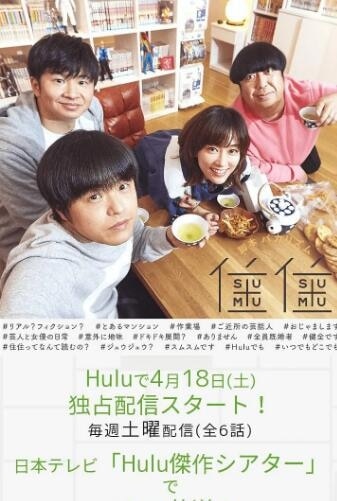 住住
SU SU
MU MU
#リアル？フィクション？ #とあるマンション #作業場 #ご近所の芸能人 #おじゃまします
#芸人と女優の日常 #意外に地味 #ドキドキ展開？ #ありません #全員既婚者 #健全です
#住住ってなんて読むの？ #ジュウジュウ？ #スムスムです #Huluでも #いつでもどこでも
Huluで4月18日(土)
独占配信スタート！
毎週土曜配信(全6話)
日本テレビ「Hulu傑作シアター」
で